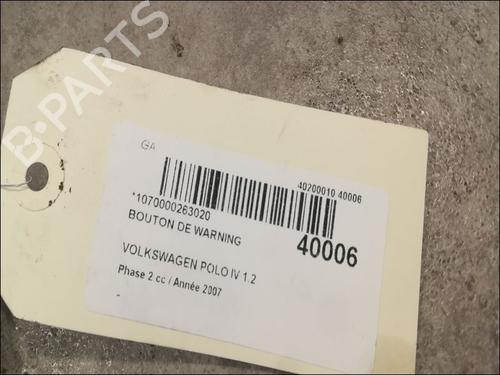 B-PARTS
GA
40200010 40006
*1070000263020
BOUTON DE WARNING
40006
VOLKSWAGEN POLO IV 1.2
Phase 2 cc / Année 2007